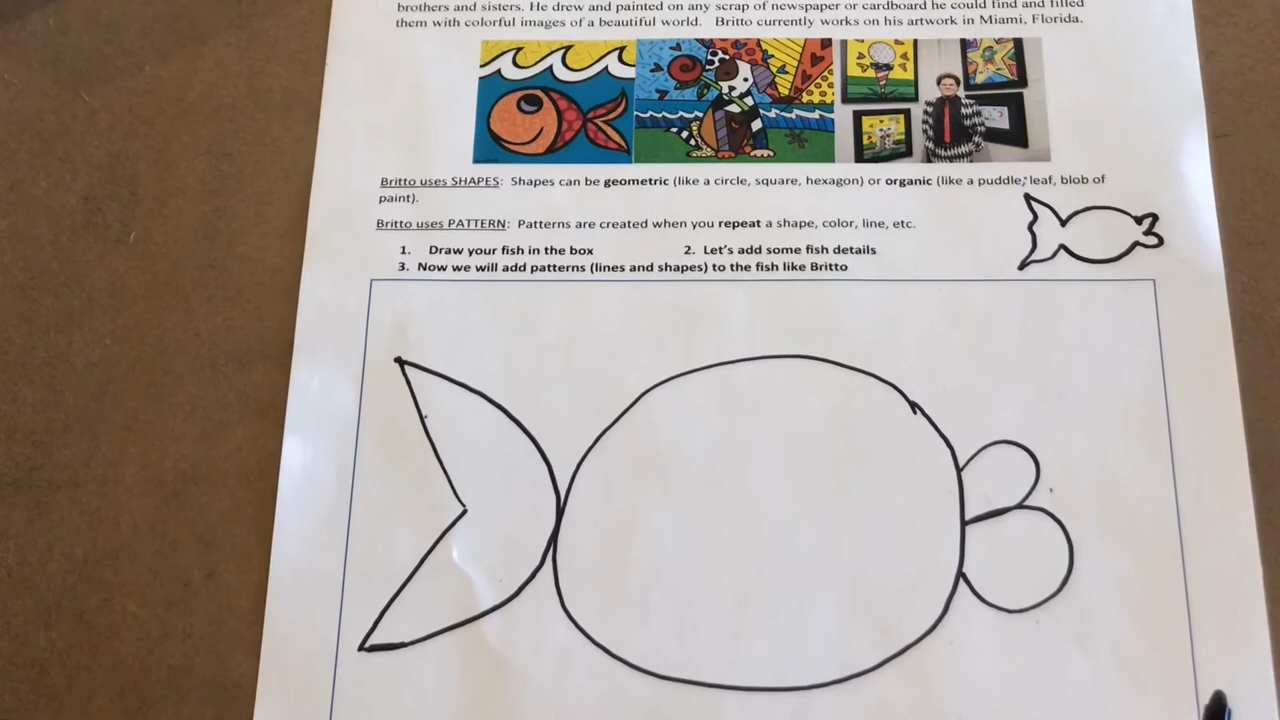 brothers and sisters. He drew and painted on any scrap of newspaper or cardboard he could find and filled
them with colorful images of a beautiful world. Britto currently works on his artwork in Miami, Florida.
Britto uses SHAPES: Shapes can be geometric (like a circle, square, hexagon) or organic (like a puddle, leaf, blob of
paint).
Britto uses PATTERN: Patterns are created when you repeat a shape, color, line, etc.
1. Draw your fish in the box 2. Let's add some fish details
3. Now we will add patterns (lines and shapes) to the fish like Britto